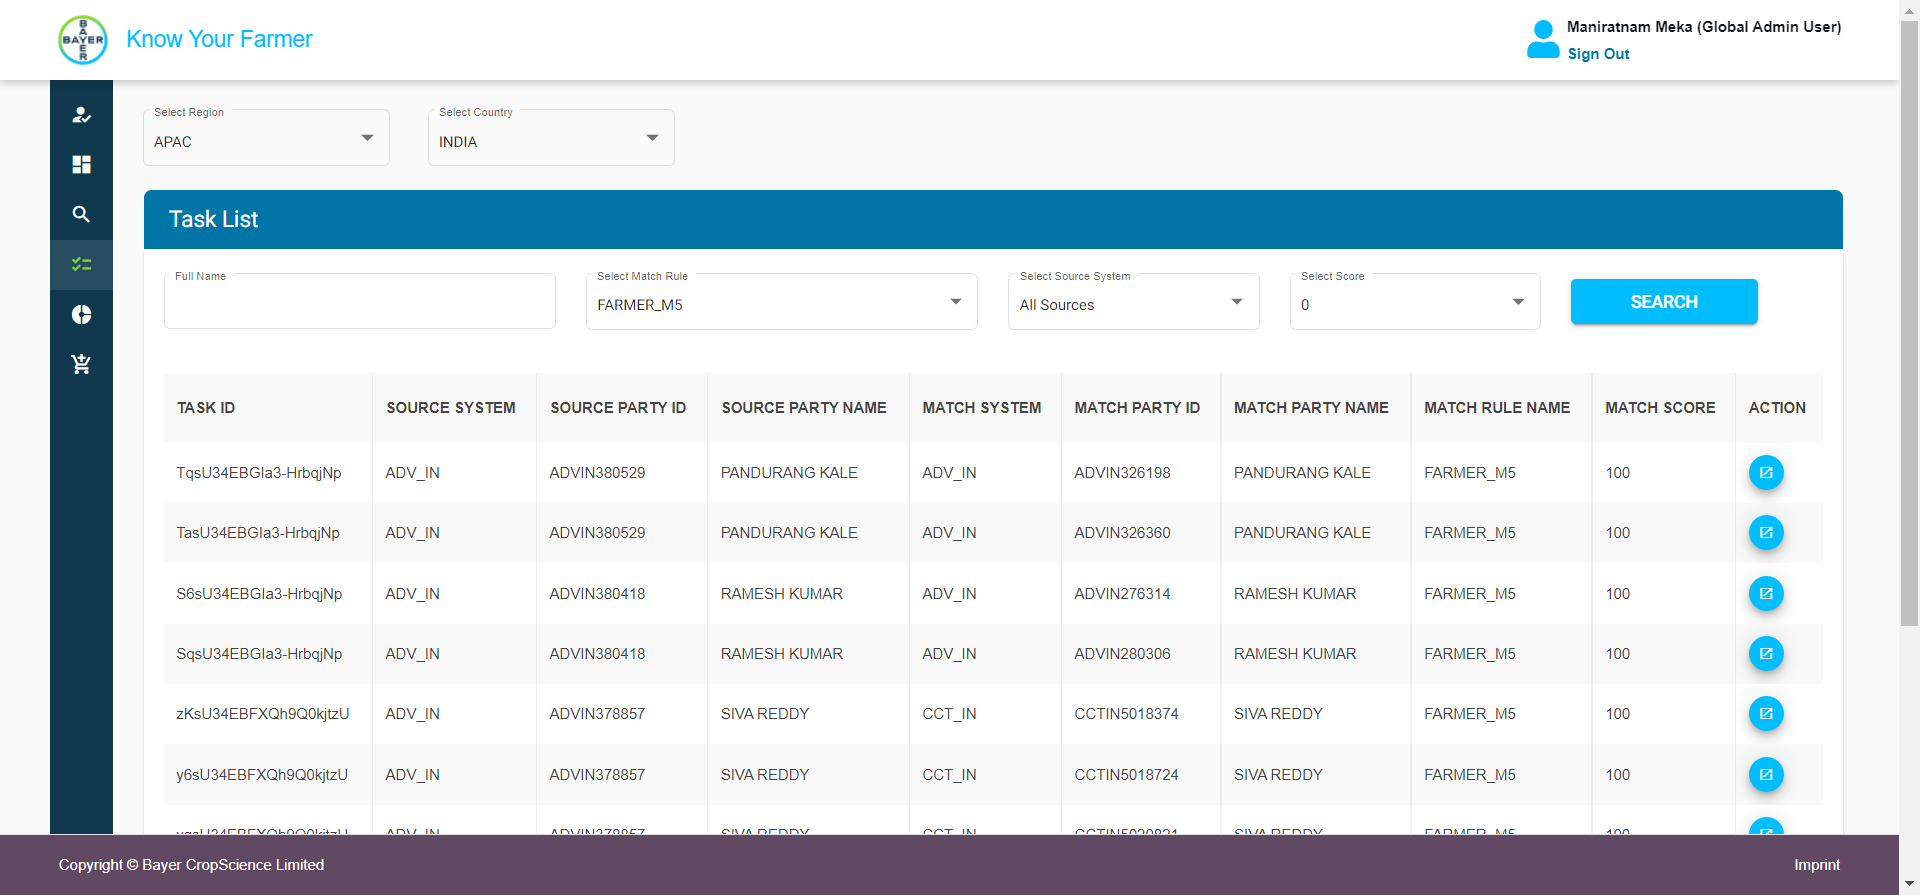 BAYER
BAYER
Know Your Farmer
Maniratnam Meka (Global Admin User)
Sign Out
Select Region
APAC
Select Country
INDIA
Task List
Full Name
Select Match Rule
FARMER_M5
Select Source System
All Sources
Select Score
0
SEARCH
TASK ID SOURCE SYSTEM SOURCE PARTY ID SOURCE PARTY NAME MATCH SYSTEM MATCH PARTY ID MATCH PARTY NAME MATCH RULE NAME MATCH SCORE ACTION
TqsU34EBGIa3-HrbqjNp ADV_IN ADVIN380529 PANDURANG KALE ADV_IN ADVIN326198 PANDURANG KALE FARMER_M5 100
TasU34EBGIa3-HrbqjNp ADV_IN ADVIN380529 PANDURANG KALE ADV_IN ADVIN326360 PANDURANG KALE FARMER_M5 100
S6sU34EBGIa3-HrbqjNp ADV_IN ADVIN380418 RAMESH KUMAR ADV_IN ADVIN276314 RAMESH KUMAR FARMER_M5 100
SqsU34EBGIa3-HrbqjNp ADV_IN ADVIN380418 RAMESH KUMAR ADV_IN ADVIN280306 RAMESH KUMAR FARMER_M5 100
zKsU34EBFXQh9Q0kjtzU ADV_IN ADVIN378857 SIVA REDDY CCT_IN CCTIN5018374 SIVA REDDY FARMER_M5 100
y6sU34EBFXQh9Q0kjtzU ADV_IN ADVIN378857 SIVA REDDY CCT_IN CCTIN5018724 SIVA REDDY FARMER_M5 100
ADV_IN ADVIN378857 SIVA REDDY CCT_IN SIVA REDDY FARMER_M5 100
Copyright © Bayer CropScience Limited
Imprint